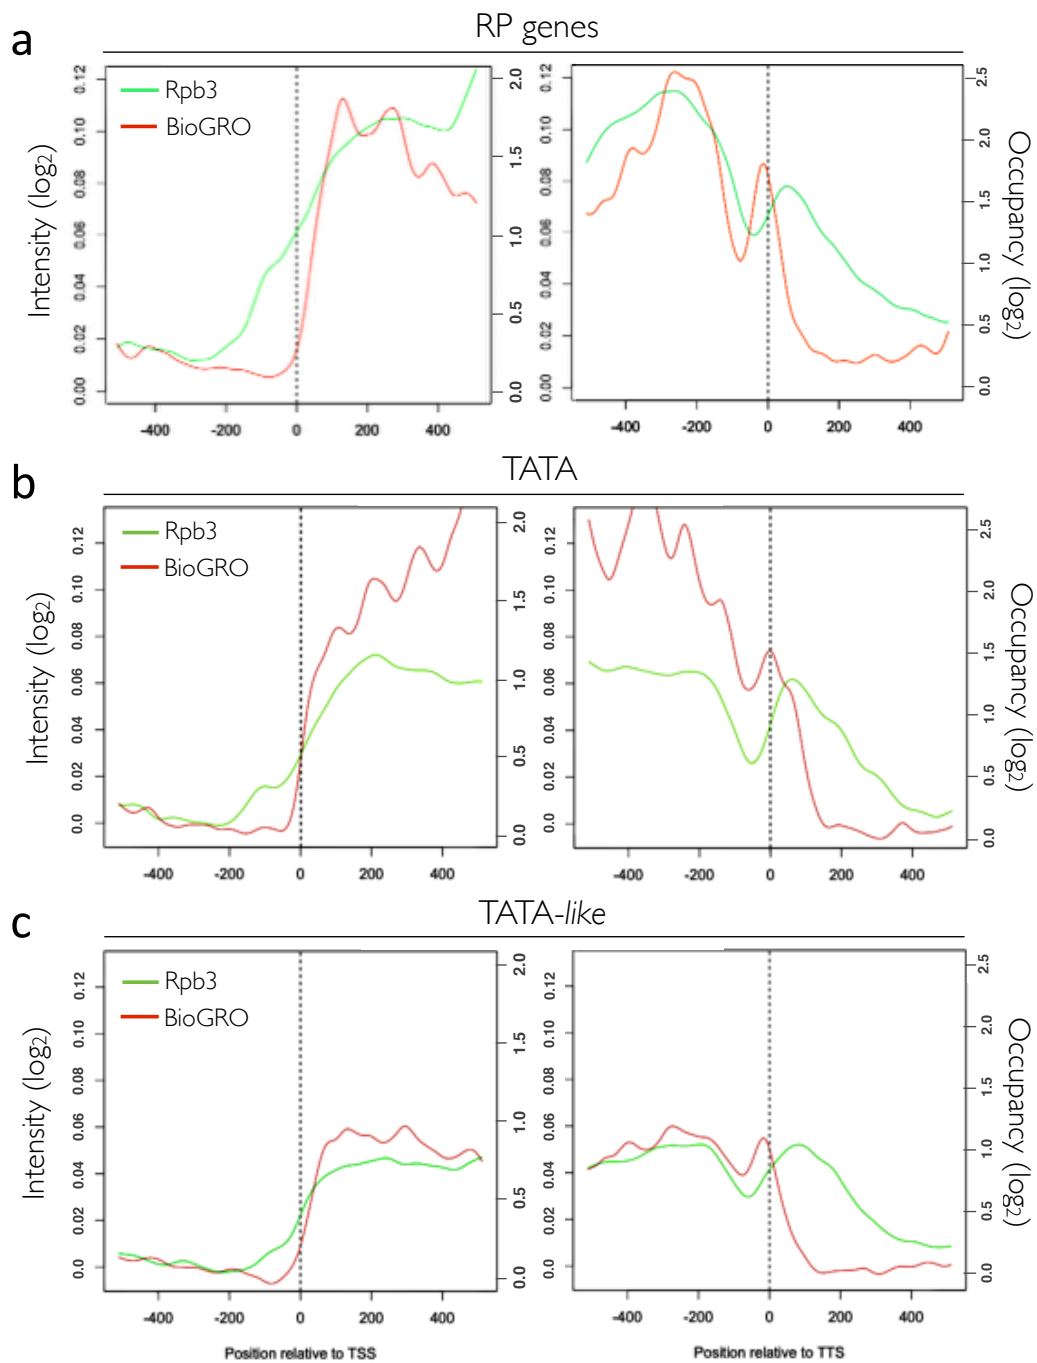 a
RP genes
Rpb3
BioGRO
Intensity (log2)
0.00 0.02 0.04 0.06 0.08 0.10 0.12
0.0 0.5 1.0 1.5 2.0
-400 -200 0 200 400
0.00 0.02 0.04 0.06 0.08 0.10 0.12
0.0 0.5 1.0 1.5 2.0 2.5
Occupancy (log2)
-400 -200 0 200 400
b
TATA
Rpb3
BioGRO
Intensity (log2)
0.0 0.02 0.04 0.06 0.08 0.10 0.12
0.0 0.5 1.0 1.5 2.0
-400 -200 0 200 400
0.0 0.02 0.04 0.06 0.08 0.10 0.12
0.0 0.5 1.0 1.5 2.0 2.5
Occupancy (log2)
-400 -200 0 200 400
c
TATA-like
Rpb3
BioGRO
Intensity (log2)
0.0 0.02 0.04 0.06 0.08 0.10 0.12
0.0 0.5 1.0 1.5 2.0
-400 -200 0 200 400
Position relative to TSS
0.0 0.02 0.04 0.06 0.08 0.10 0.12
0.0 0.5 1.0 1.5 2.0 2.5
Occupancy (log2)
-400 -200 0 200 400
Position relative to TTS